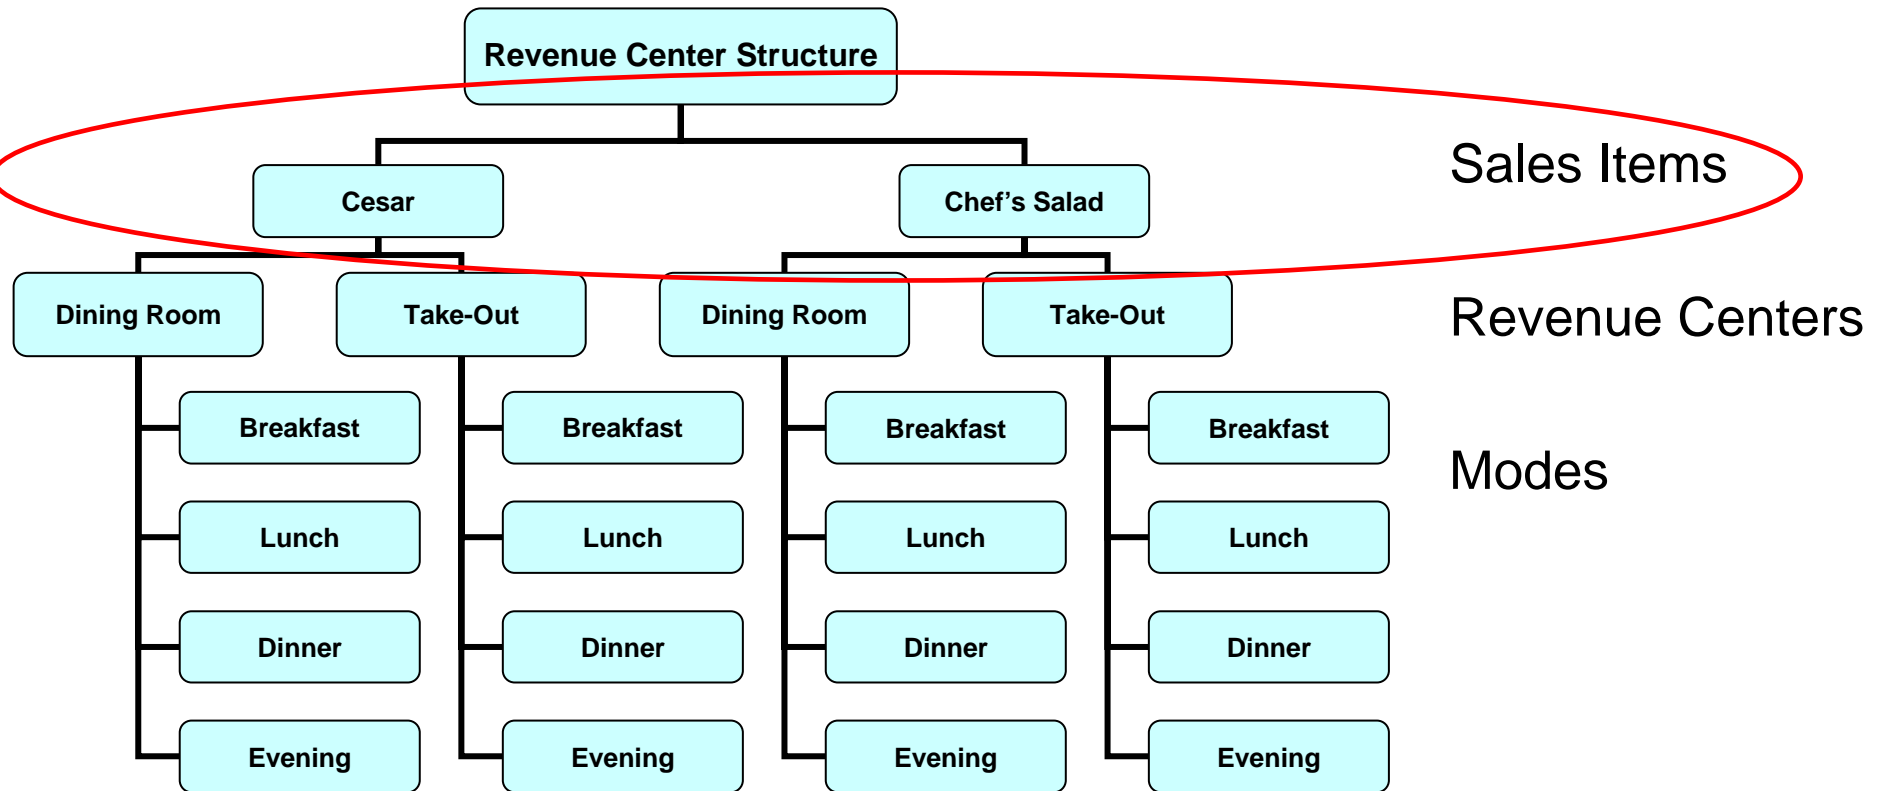 Revenue Center Structure
Sales Items
Cesar
Chef's Salad
Dining Room
Take-Out
Dining Room
Take-Out
Revenue Centers
Breakfast
Breakfast
Breakfast
Breakfast
Modes
Lunch
Lunch
Lunch
Lunch
Dinner
Dinner
Dinner
Dinner
Evening
Evening
Evening
Evening